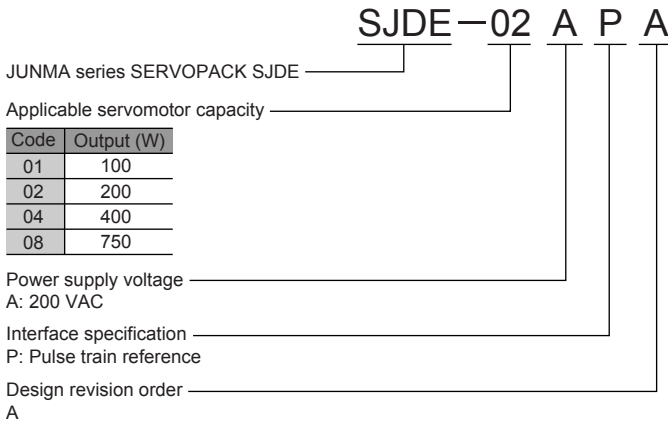 SJDE-02 A P A
JUNMA series SERVOPACK SJDE
Applicable servomotor capacity
Code Output (W)
01 100
02 200
04 400
08 750
Power supply voltage
A: 200 VAC
Interface specification
P: Pulse train reference
Design revision order
A